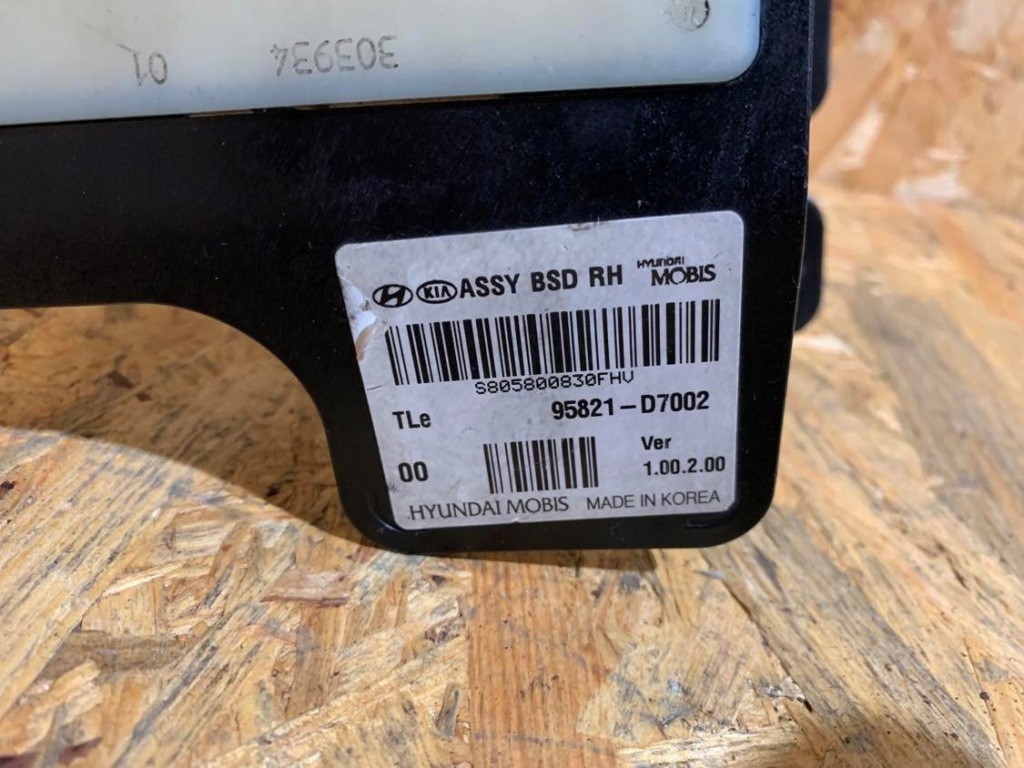 303934
01
KIA ASSY BSD RH HYUNDAI MOBIS
S805800830FHV
TLe 95821-D7002
00 Ver 1.00.2.00
HYUNDAI MOBIS MADE IN KOREA